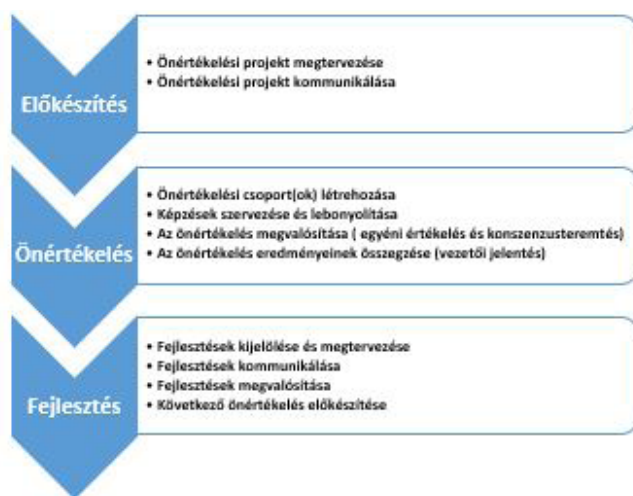 Előkészítés
• Önértékelési projekt megtervezése
• Önértékelési projekt kommunikálása
Önértékelés
• Önértékelési csoport(ok) létrehozása
• Képzések szervezése és lebonyolítása
• Az önértékelés megvalósítása ( egyéni értékelés és konszenzusteremtés)
• Az önértékelés eredményeinek összegzése (vezetői jelentés)
Fejlesztés
• Fejlesztések kijelölése és megtervezése
• Fejlesztések kommunikálása
• Fejlesztések megvalósítása
• Következő önértékelés előkészítése